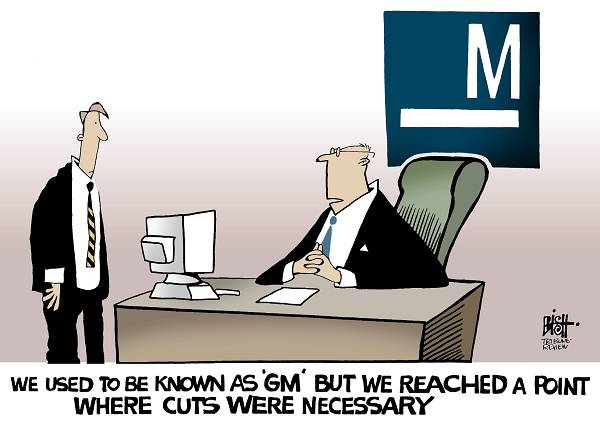 M
BISH
TRIBUNE
REVIEW
WE USED TO BE KNOWN AS 'GM' BUT WE REACHED A POINT
WHERE CUTS WERE NECESSARY